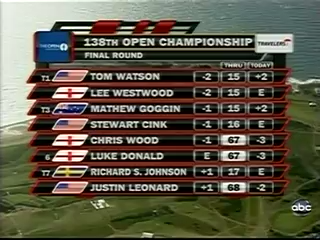 138TH OPEN CHAMPIONSHIP
TRAVELERS
FINAL ROUND
THRU TODAY
T1 TOM WATSON -2 15 +2
LEE WESTWOOD -2 15 E
T3 MATHEW GOGGIN -1 15 +2
STEWART CINK -1 16 E
CHRIS WOOD -1 67 -3
6 LUKE DONALD E 67 -3
T7 RICHARD S. JOHNSON +1 17 E
JUSTIN LEONARD +1 68 -2
abc